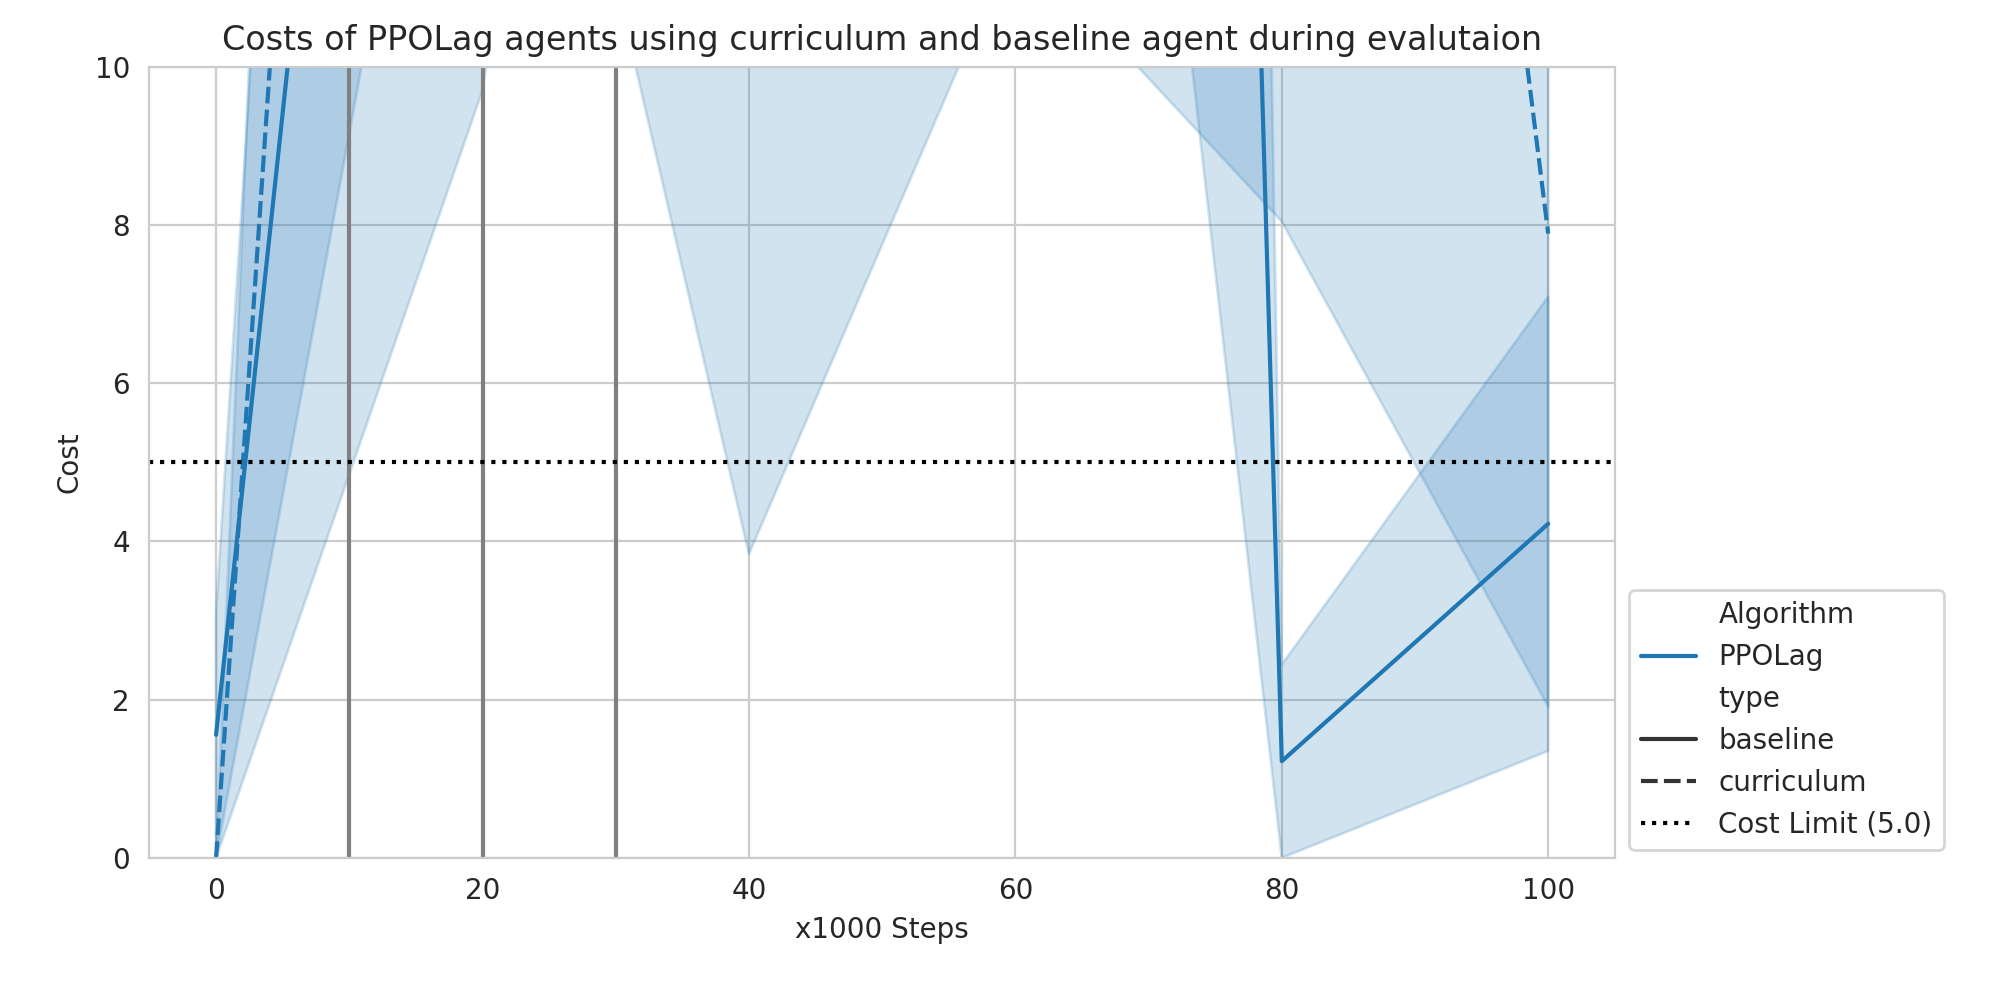 Costs of PPOLag agents using curriculum and baseline agent during evalutaion
10
8
6
4
2
0
Cost
0 20 40 60 80 100
x1000 Steps
Algorithm
PPOLag
type
baseline
curriculum
Cost Limit (5.0)